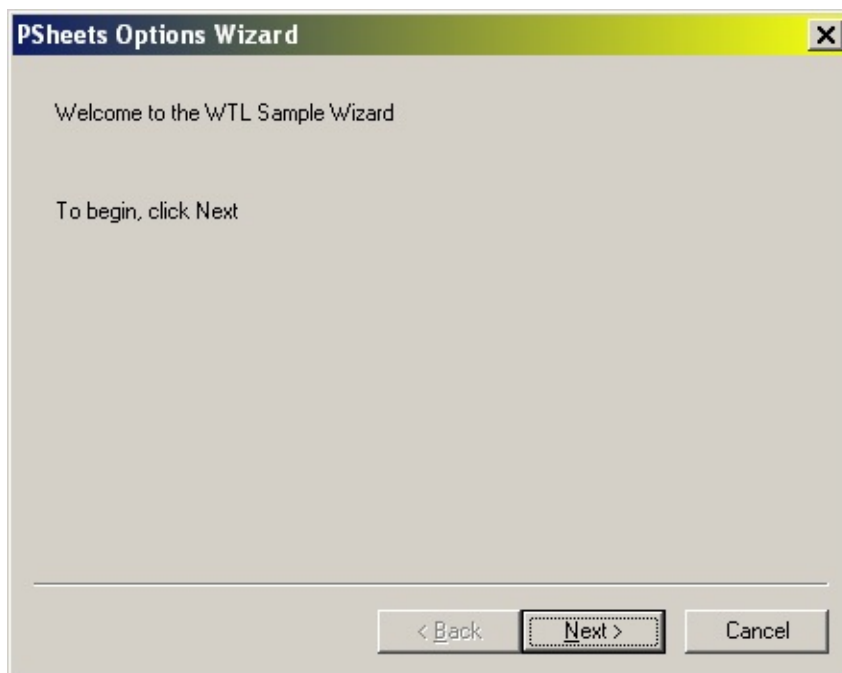 PSheets Options Wizard
Welcome to the WTL Sample Wizard
To begin, click Next
< Back Next > Cancel